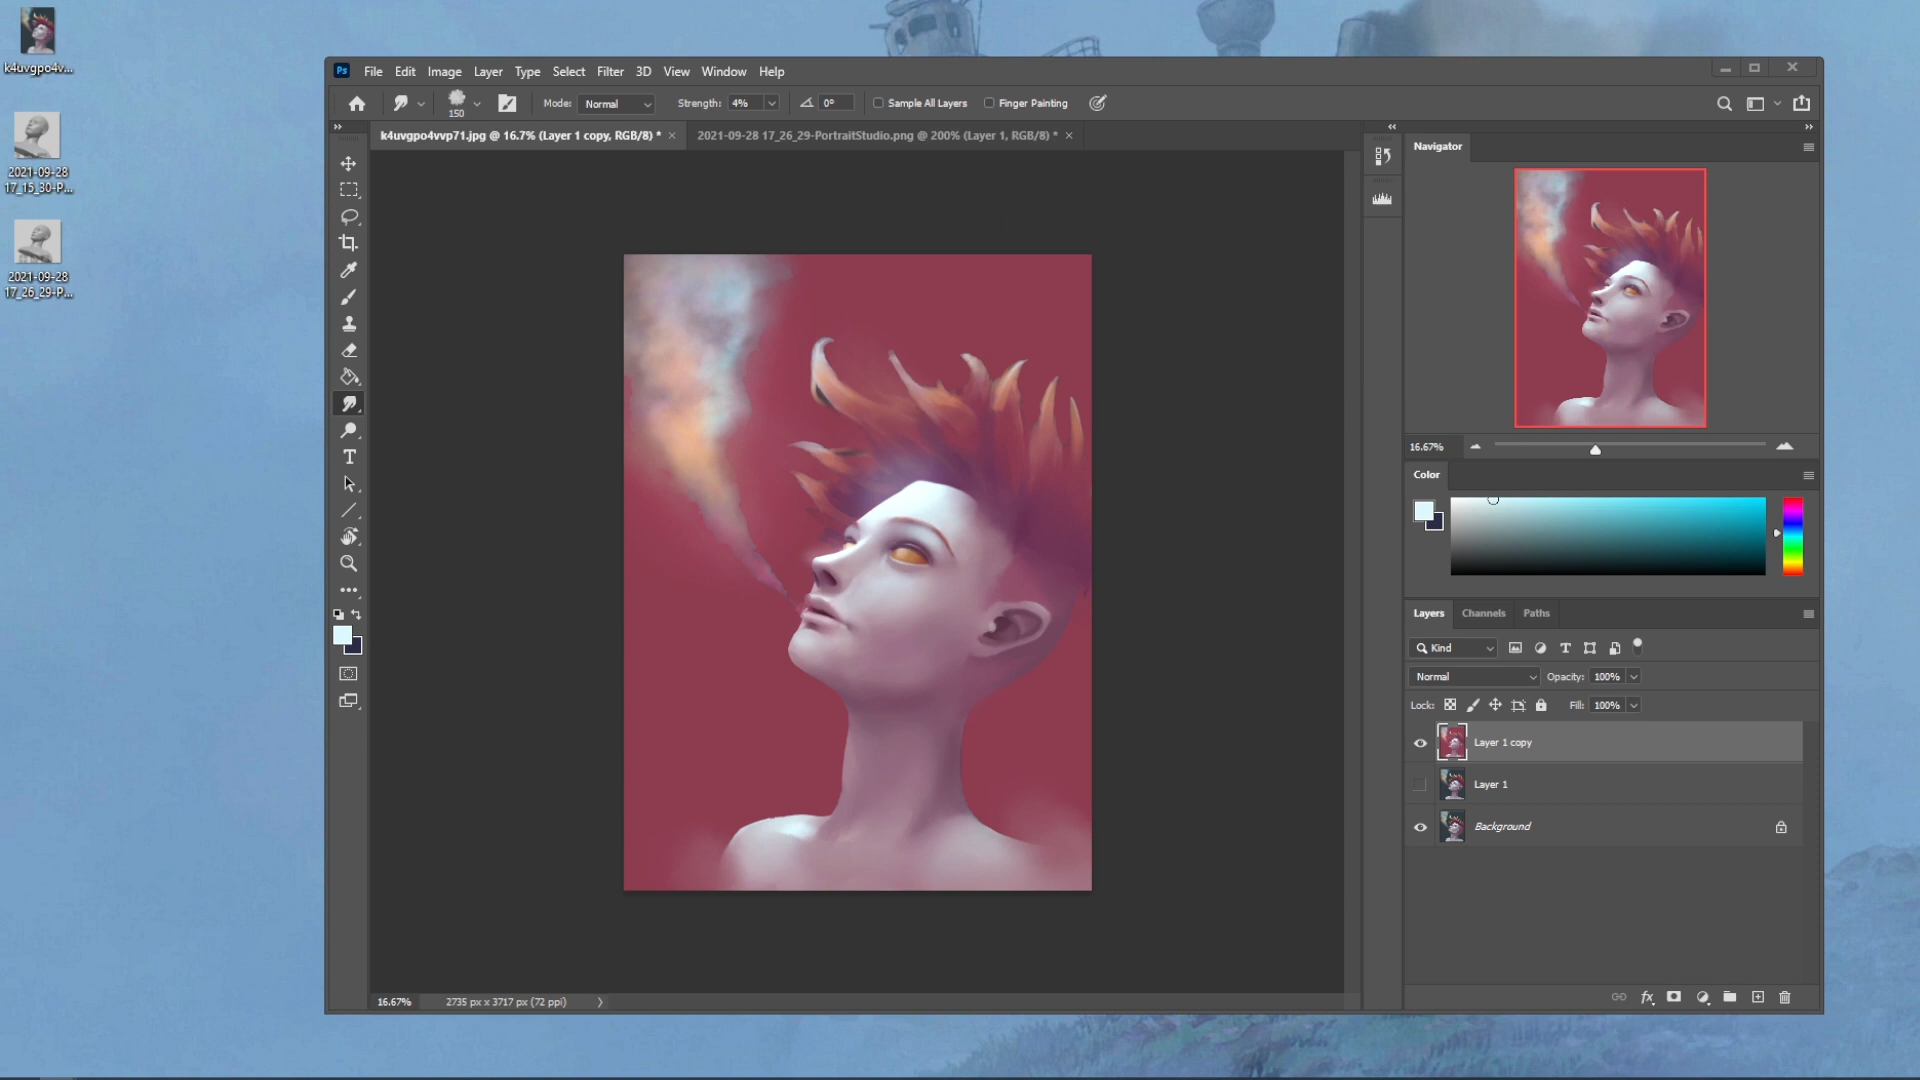 k4uvgpo4v...
2021-09-28
17_15_30-P...
2021-09-28
17_26_29-P...
Ps File Edit Image Layer Type Select Filter 3D View Window Help
150 Mode: Normal Strength: 4% 0° Sample All Layers Finger Painting
k4uvgpo4vvp71.jpg @ 16.7% (Layer 1 copy, RGB/8) * × 2021-09-28 17_26_29-PortraitStudio.png @ 200% (Layer 1, RGB/8) * ×
Navigator
16.67%
Color
Layers Channels Paths
Kind
Normal Opacity: 100%
Lock: Fill: 100%
Layer 1 copy
Layer 1
Background
fx
16.67% 2735 px x 3717 px (72 ppi)